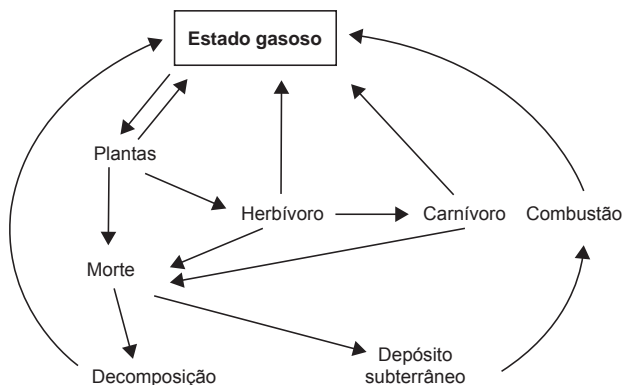 Estado gasoso
Plantas
Herbívoro
Carnívoro
Combustão
Morte
Decomposição
Depósito
subterrâneo